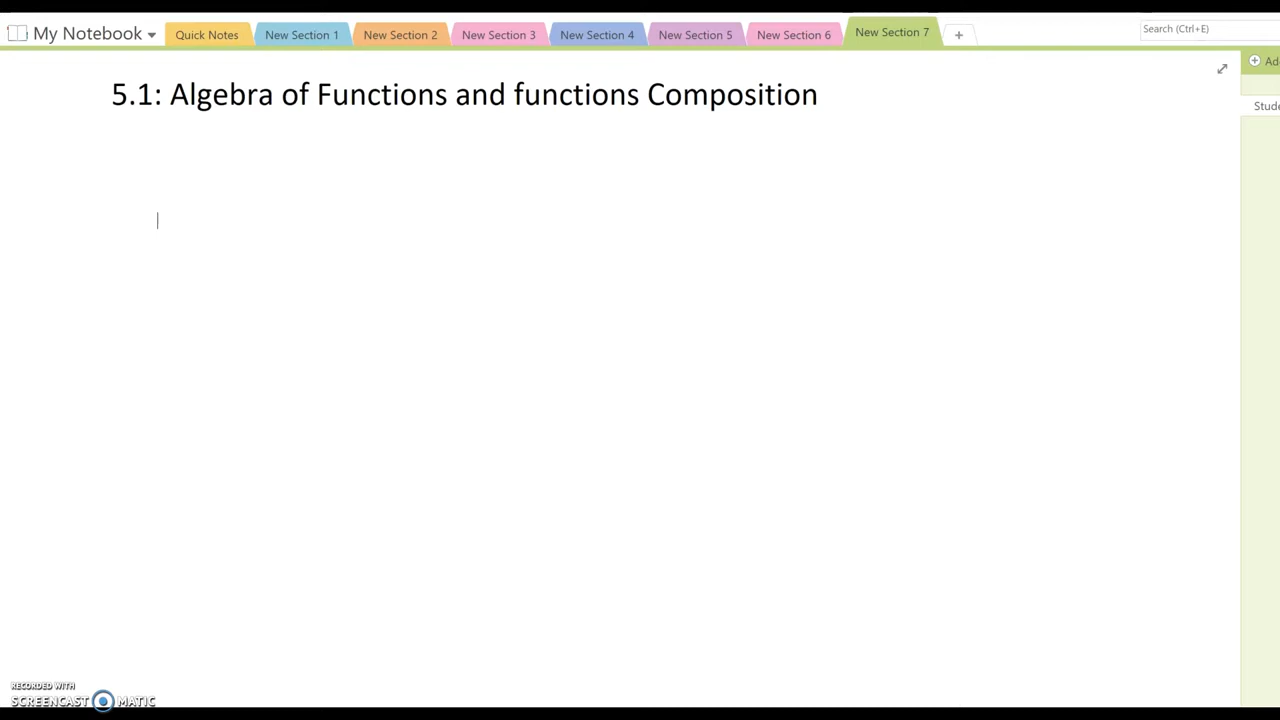 My Notebook
Quick Notes
New Section 1
New Section 2
New Section 3
New Section 4
New Section 5
New Section 6
New Section 7
Search (Ctrl+E)
5.1: Algebra of Functions and functions Composition
Ad
Stude
RECORDED WITH
SCREENCAST MATIC